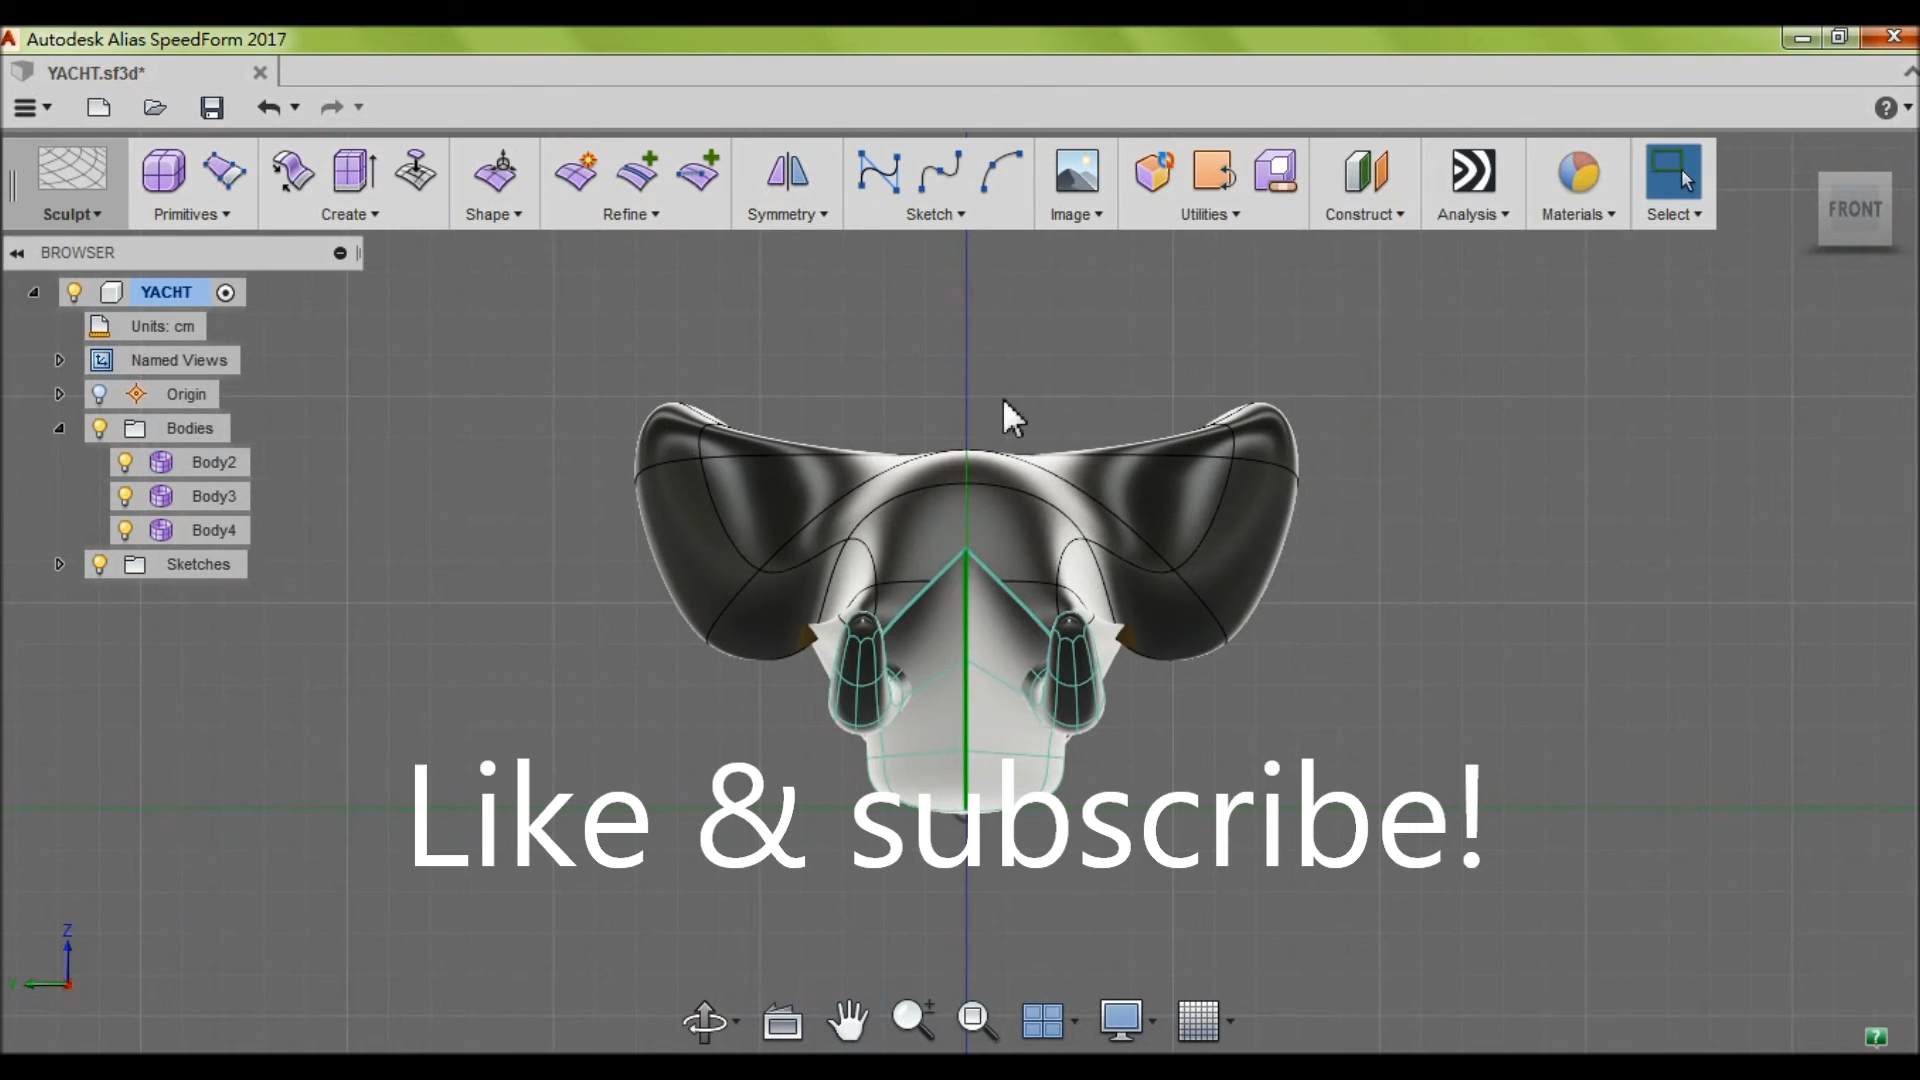 Autodesk Alias SpeedForm 2017
YACHT.sf3d*
Sculpt
Primitives
Create
Shape
Refine
Symmetry
Sketch
Image
Utilities
Construct
Analysis
Materials
Select
FRONT
BROWSER
YACHT
Units: cm
Named Views
Origin
Bodies
Body2
Body3
Body4
Sketches
Like & subscribe!
Z
Y